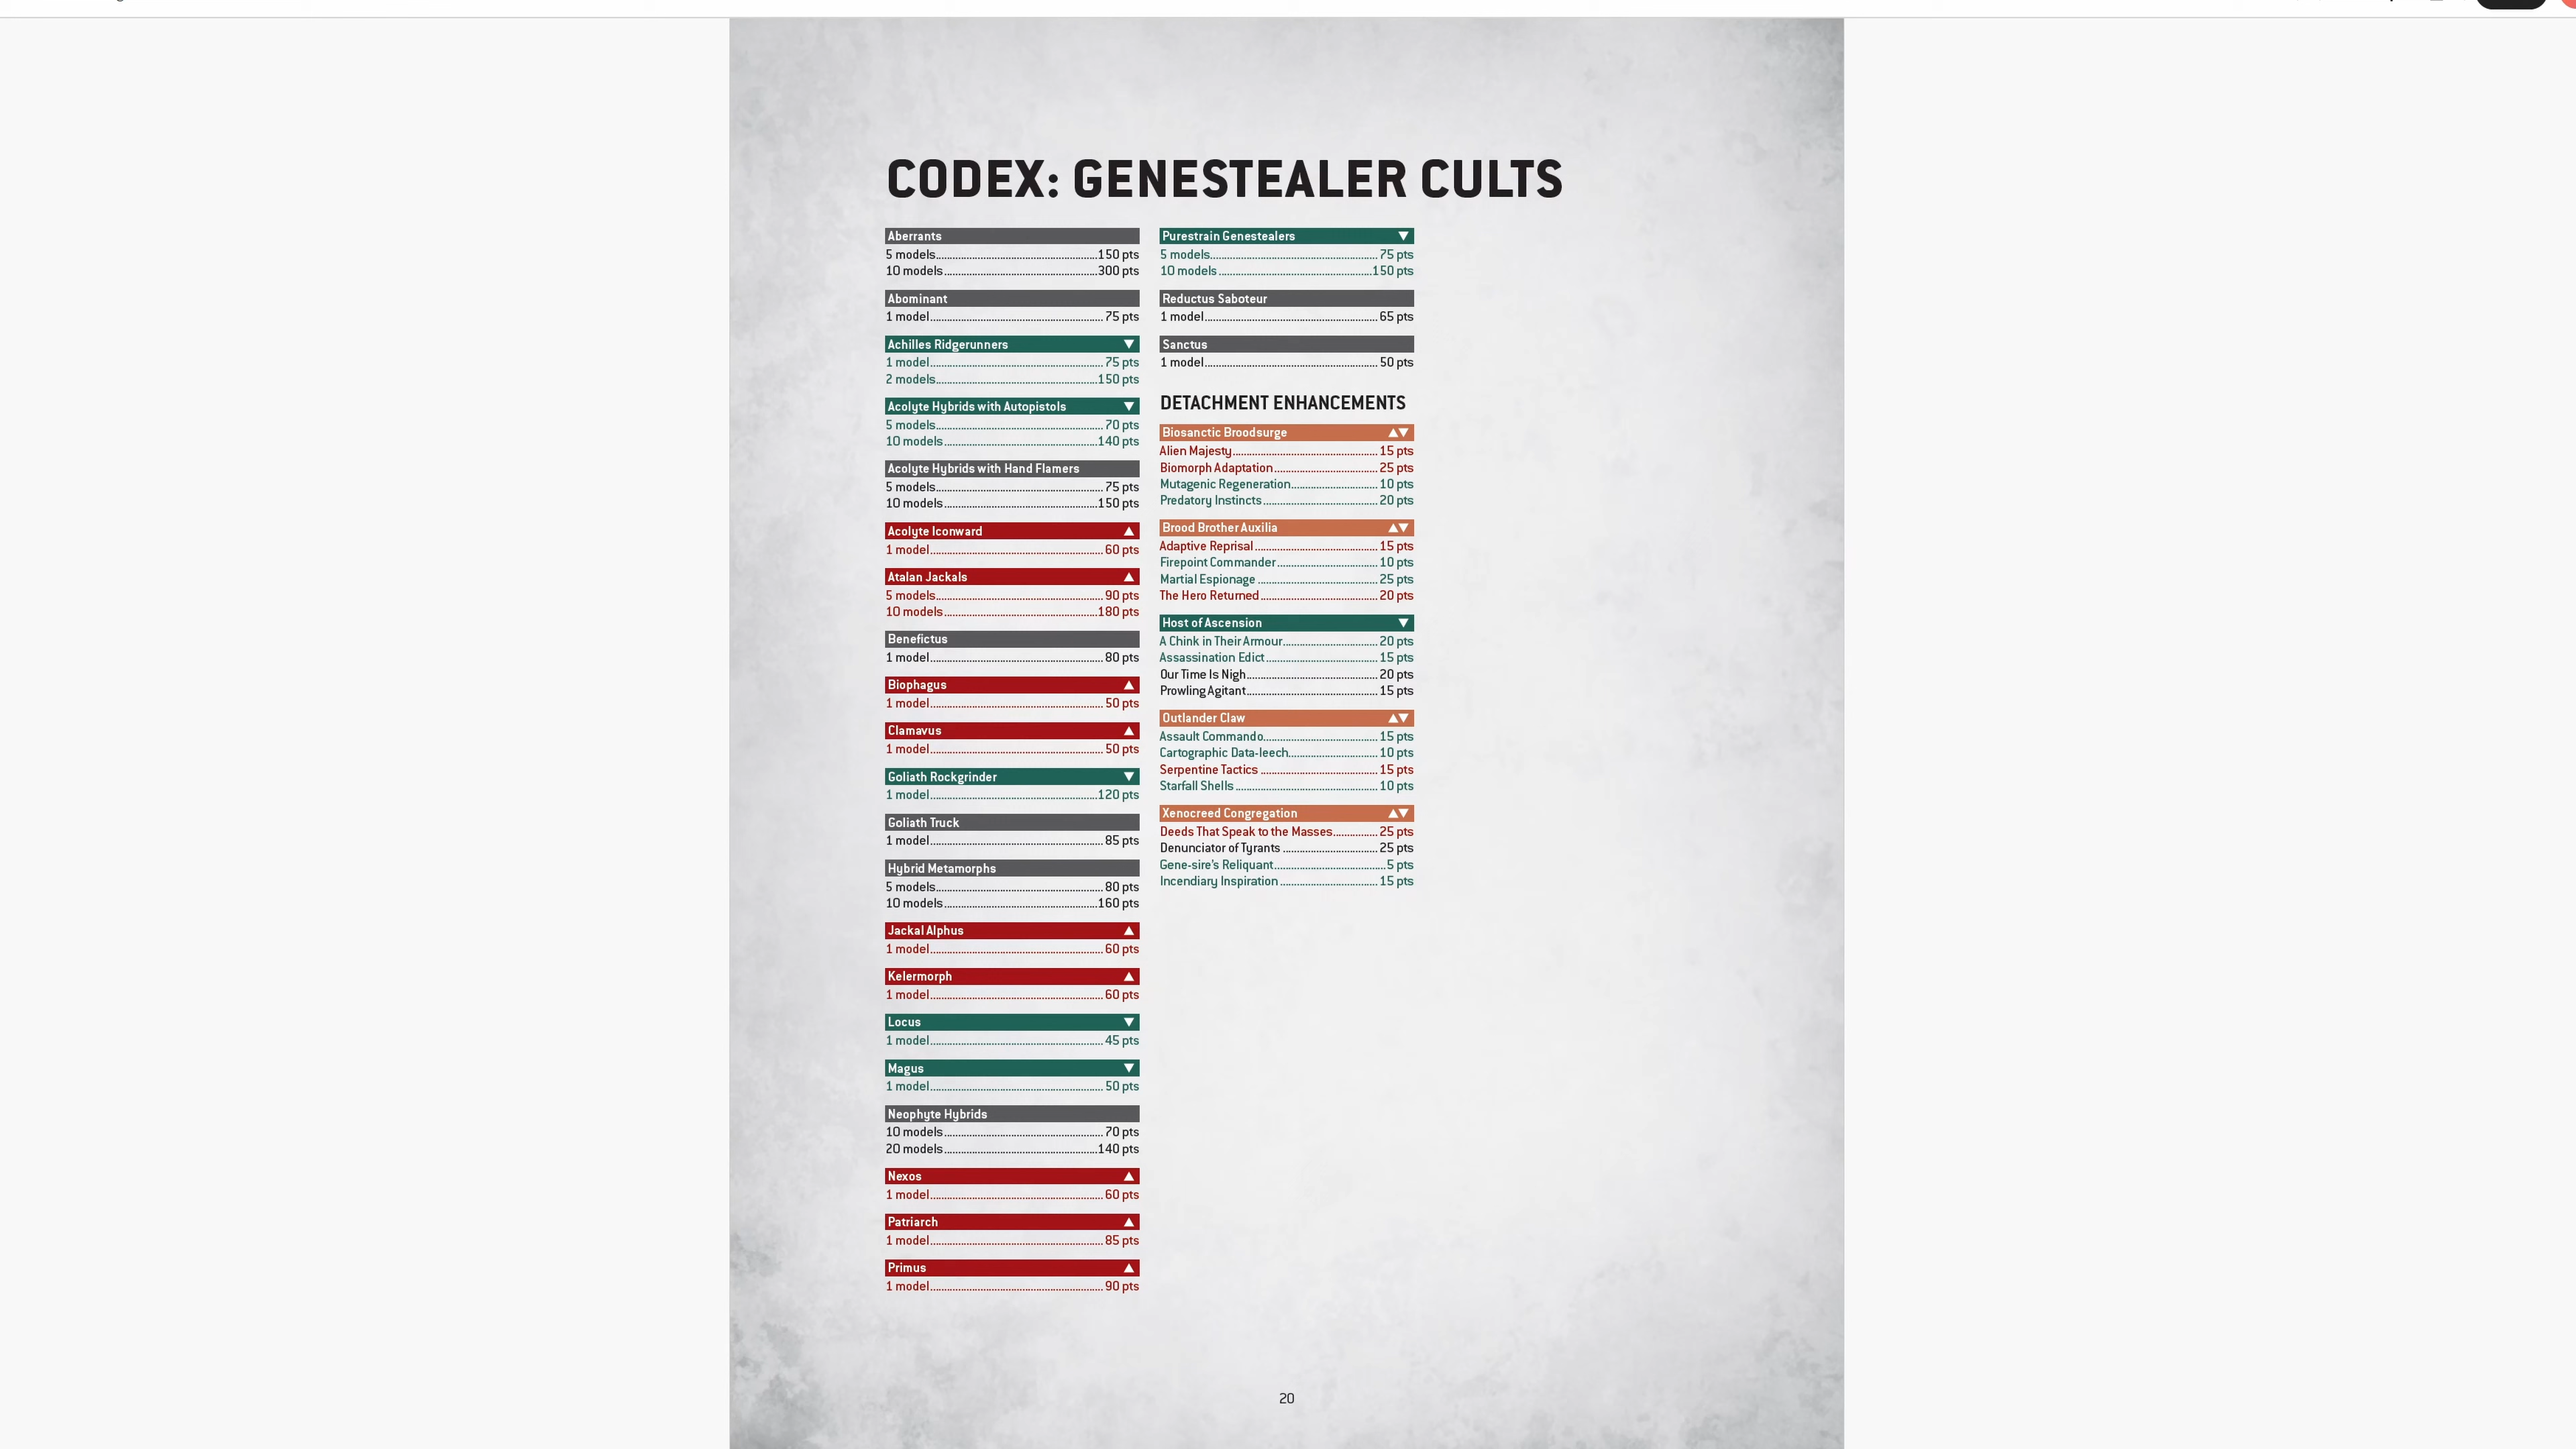 CODEX: GENESTEALER CULTS
Aberrants
5 models 150 pts
10 models 300 pts
Abominant
1 model 75 pts
Achilles Ridgerunners ▼
1 model 75 pts
2 models 150 pts
Acolyte Hybrids with Autopistols ▼
5 models 70 pts
10 models 140 pts
Acolyte Hybrids with Hand Flamers
5 models 75 pts
10 models 150 pts
Acolyte Iconward ▲
1 model 60 pts
Atalan Jackals ▲
5 models 90 pts
10 models 180 pts
Benefictus
1 model 80 pts
Biophagus ▲
1 model 50 pts
Clamavus ▲
1 model 50 pts
Goliath Rockgrinder ▼
1 model 120 pts
Goliath Truck
1 model 85 pts
Hybrid Metamorphs
5 models 80 pts
10 models 160 pts
Jackal Alphus ▲
1 model 60 pts
Kelermorph ▲
1 model 60 pts
Locus ▼
1 model 45 pts
Magus ▼
1 model 50 pts
Neophyte Hybrids
10 models 70 pts
20 models 140 pts
Nexos ▲
1 model 60 pts
Patriarch ▲
1 model 85 pts
Primus ▲
1 model 90 pts
Purestrain Genestealers ▼
5 models 75 pts
10 models 150 pts
Reductus Saboteur
1 model 65 pts
Sanctus
1 model 50 pts
DETACHMENT ENHANCEMENTS
Biosanctic Broodsurge ▲▼
Alien Majesty 15 pts
Biomorph Adaptation 25 pts
Mutagenic Regeneration 10 pts
Predatory Instincts 20 pts
Brood Brother Auxilia ▲▼
Adaptive Reprisal 15 pts
Firepoint Commander 10 pts
Martial Espionage 25 pts
The Hero Returned 20 pts
Host of Ascension ▼
A Chink in Their Armour 20 pts
Assassination Edict 15 pts
Our Time Is Nigh 20 pts
Prowling Agitant 15 pts
Outlander Claw ▲▼
Assault Commando 15 pts
Cartographic Data-leech 10 pts
Serpentine Tactics 15 pts
Starfall Shells 10 pts
Xenocreed Congregation ▲▼
Deeds That Speak to the Masses 25 pts
Denunciator of Tyrants 25 pts
Gene-sire's Reliquant 5 pts
Incendiary Inspiration 15 pts
20